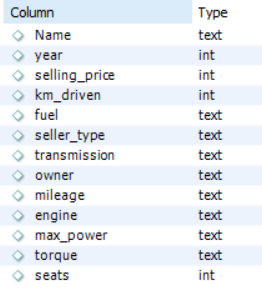 Column Type
Name text
year int
selling_price int
km_driven int
fuel text
seller_type text
transmission text
owner text
mileage text
engine text
max_power text
torque text
seats int